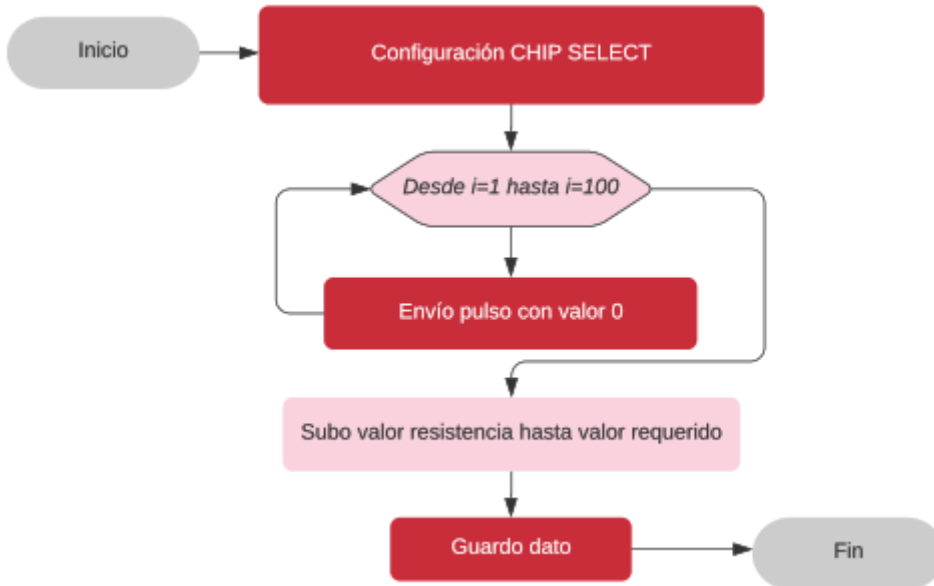 Inicio
Configuración CHIP SELECT
Desde i=1 hasta i=100
Envío pulso con valor 0
Subo valor resistencia hasta valor requerido
Guardo dato
Fin